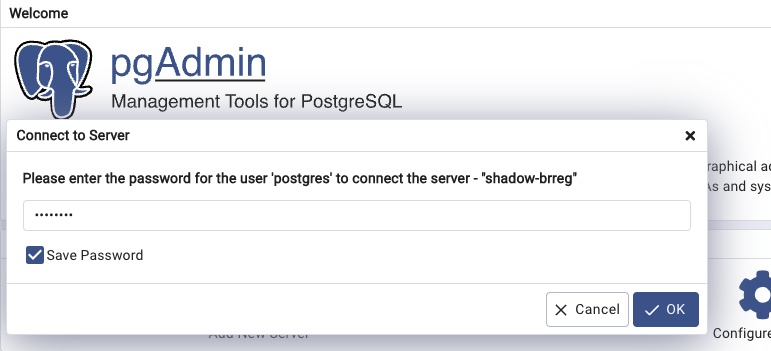 Welcome
pgAdmin
Management Tools for PostgreSQL
Connect to Server
raphical ad
As and sys
Please enter the password for the user 'postgres' to connect the server - "shadow-brreg"
••••••••
Save Password
Cancel
OK
Add New Server
Configure